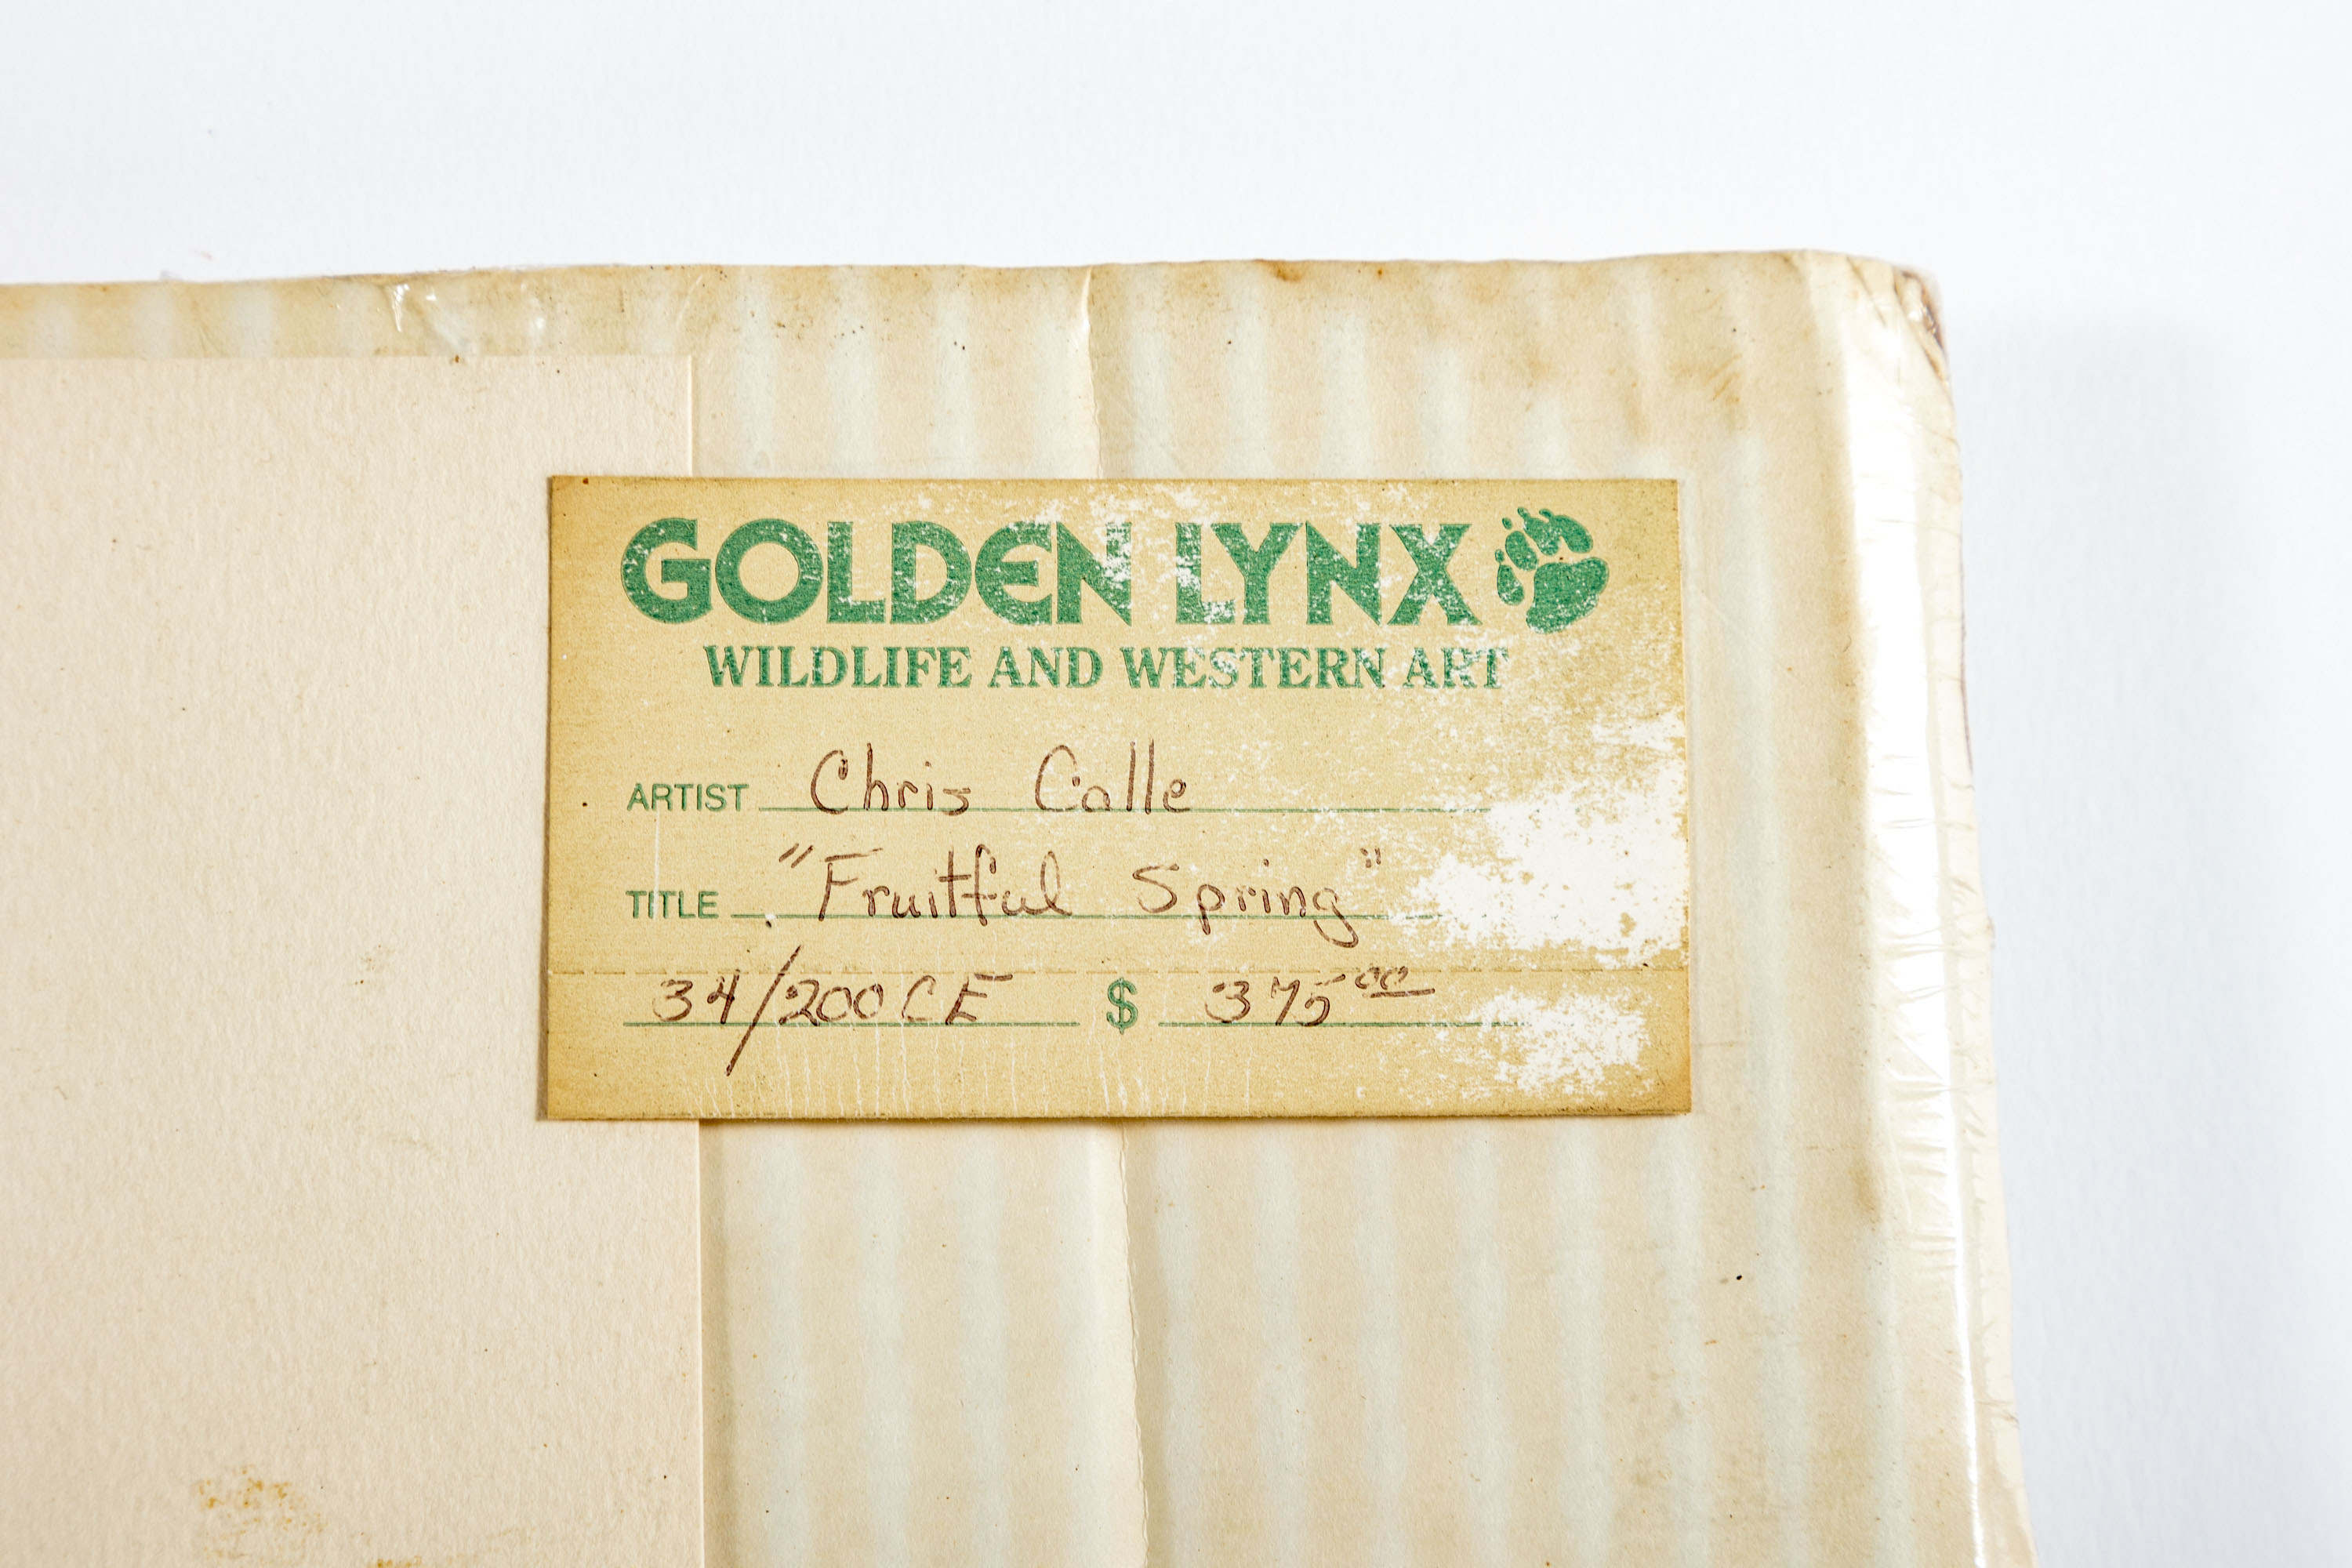 GOLDEN LYNX
WILDLIFE AND WESTERN ART
ARTIST Chris Calle
TITLE "Fruitful Spring"
34/200 CE $ 375.00